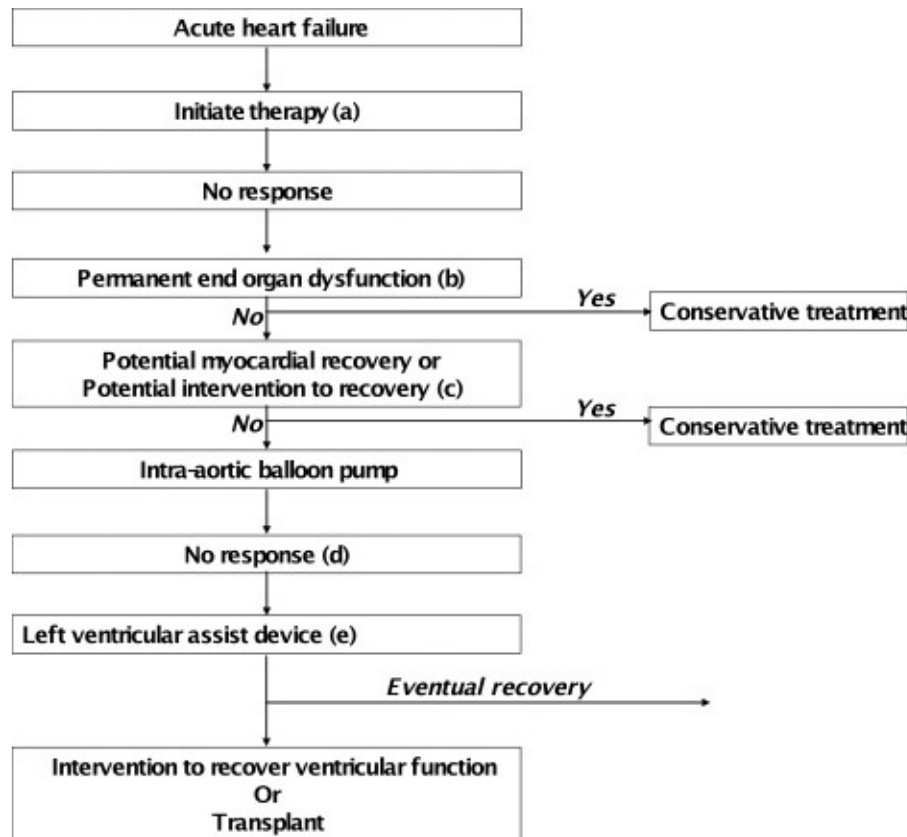 Acute heart failure
Initiate therapy (a)
No response
Permanent end organ dysfunction (b)
Yes
No
Conservative treatment
Potential myocardial recovery or
Potential intervention to recovery (c)
Yes
No
Conservative treatment
Intra-aortic balloon pump
No response (d)
Left ventricular assist device (e)
Eventual recovery
Intervention to recover ventricular function
Or
Transplant